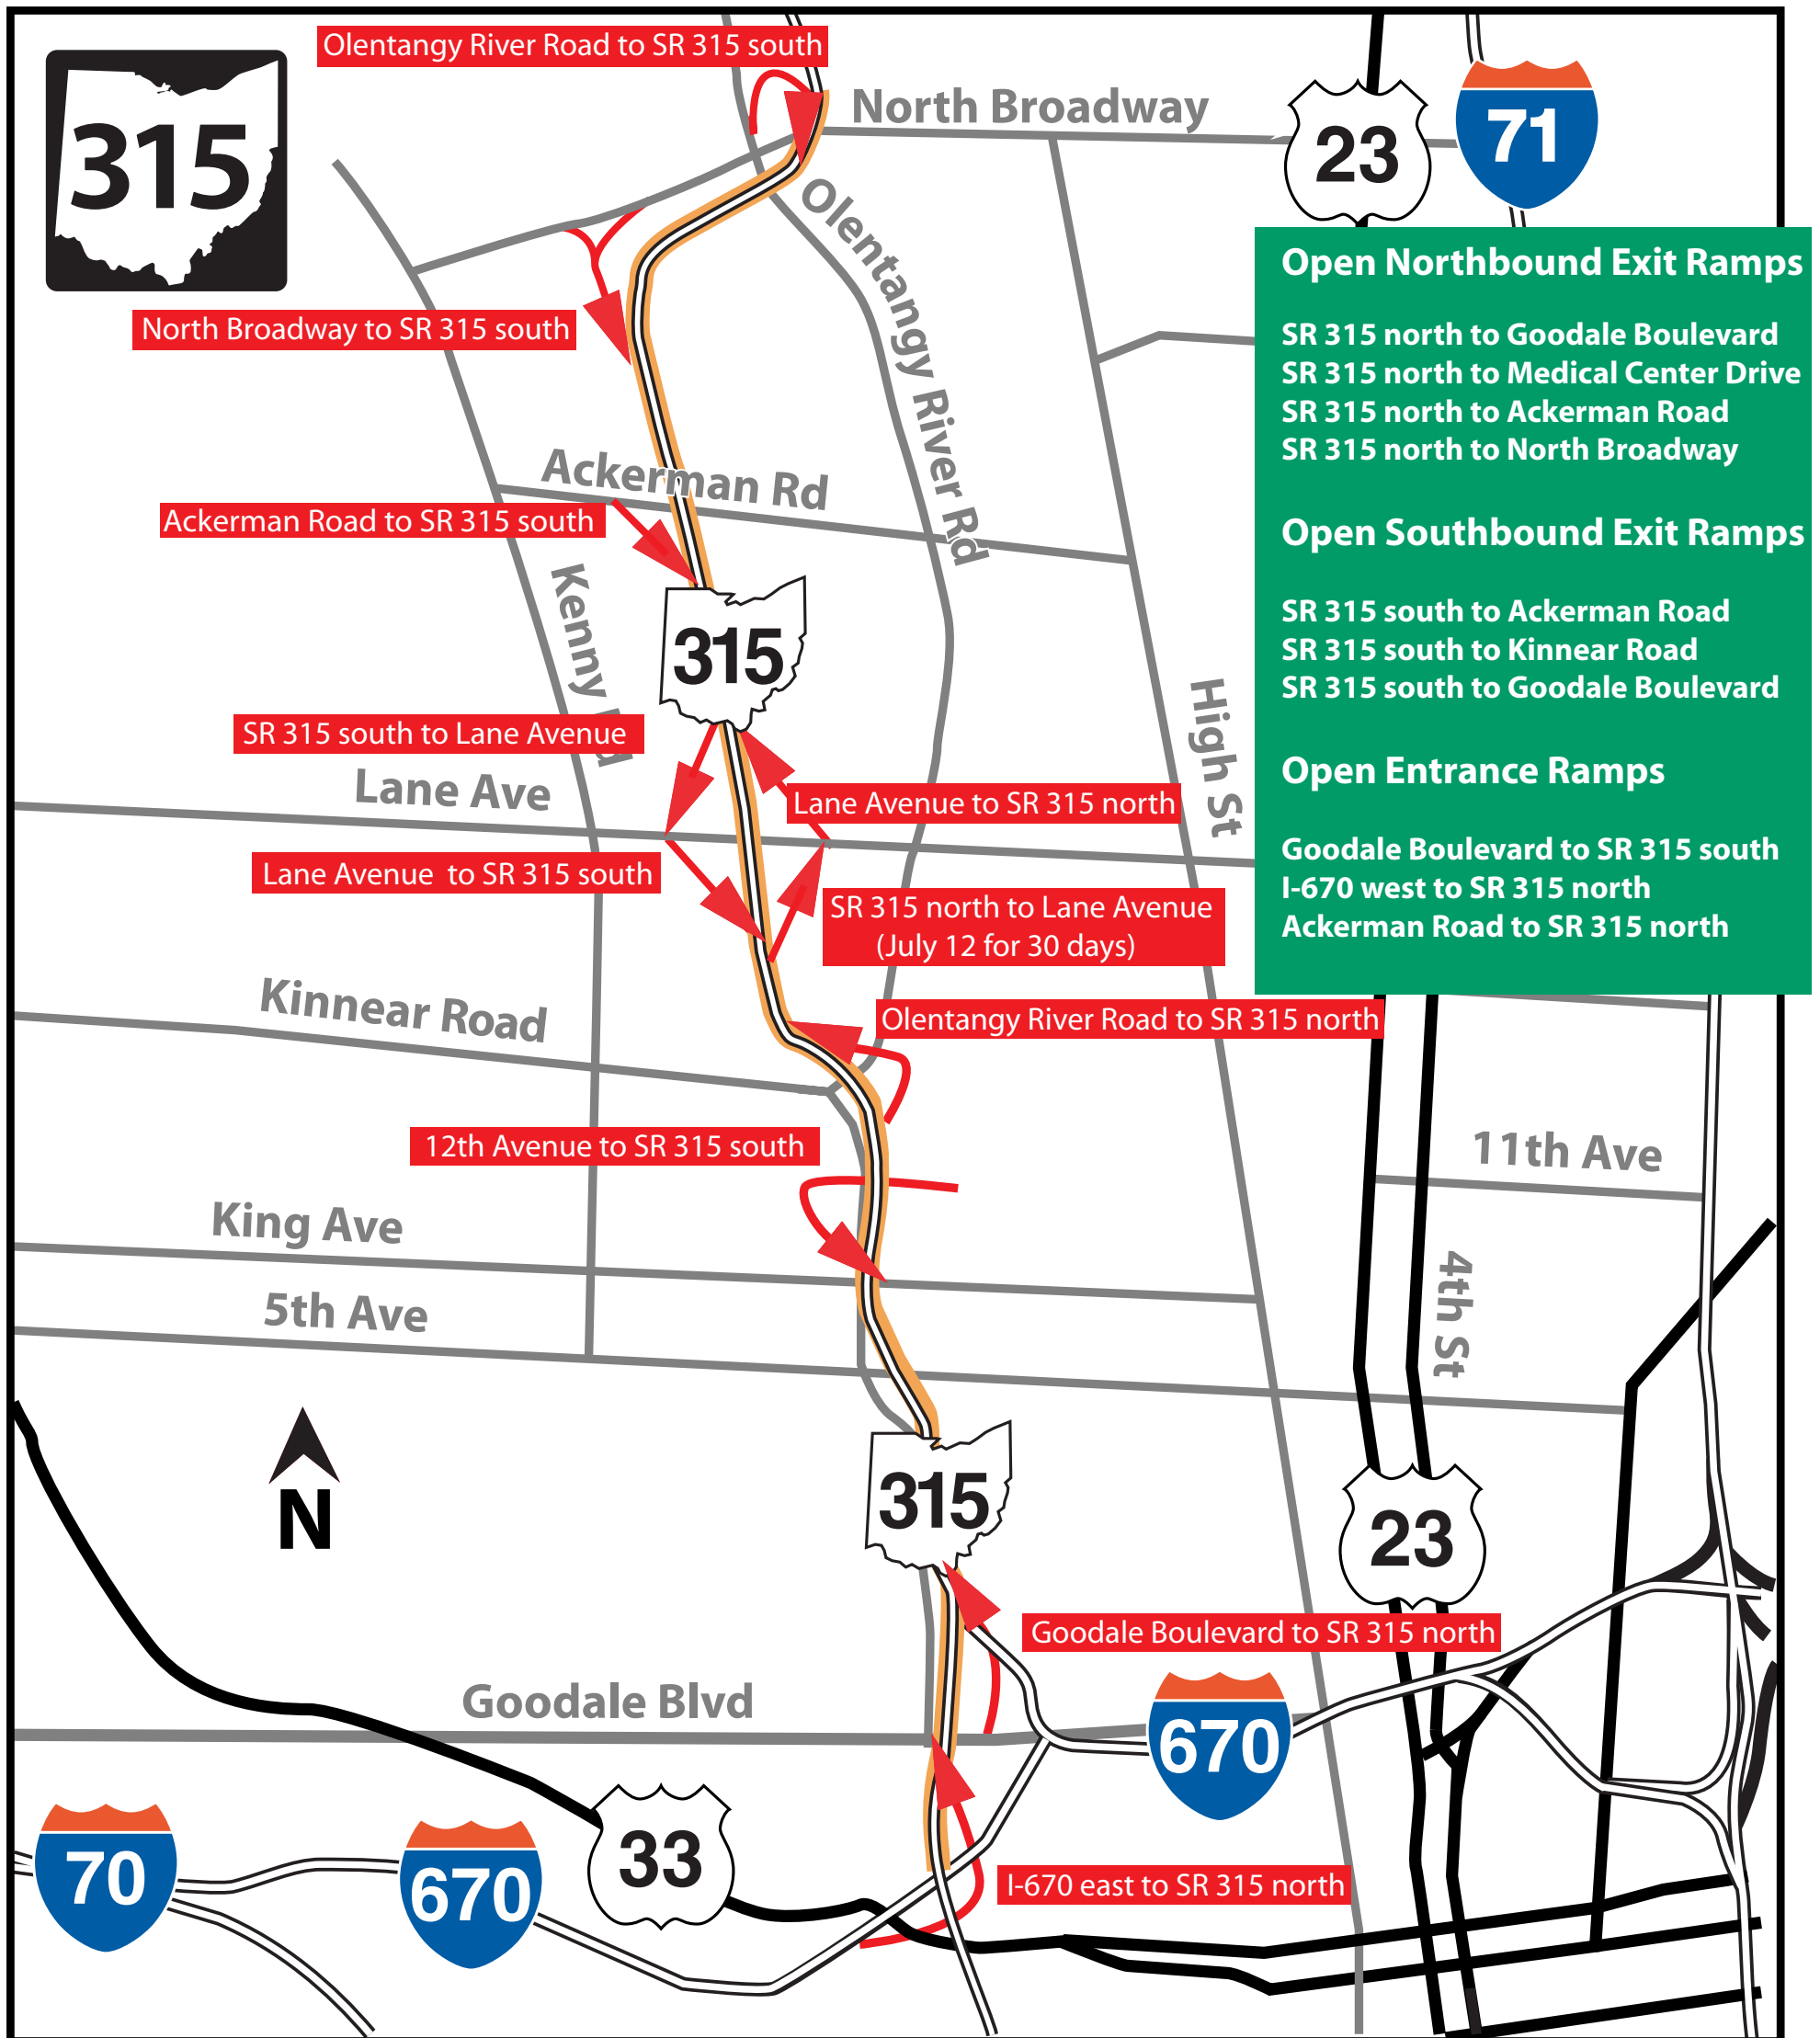 Olentangy River Road to SR 315 south
315
North Broadway
23
71
Olentangy River Rd
North Broadway to SR 315 south
Open Northbound Exit Ramps
SR 315 north to Goodale Boulevard
SR 315 north to Medical Center Drive
SR 315 north to Ackerman Road
SR 315 north to North Broadway
Open Southbound Exit Ramps
SR 315 south to Ackerman Road
SR 315 south to Kinnear Road
SR 315 south to Goodale Boulevard
Open Entrance Ramps
Goodale Boulevard to SR 315 south
I-670 west to SR 315 north
Ackerman Road to SR 315 north
Ackerman Rd
Ackerman Road to SR 315 south
Kenny
315
High St
SR 315 south to Lane Avenue
Lane Ave
Lane Avenue to SR 315 north
Lane Avenue to SR 315 south
SR 315 north to Lane Avenue
(July 12 for 30 days)
Kinnear Road
Olentangy River Road to SR 315 north
12th Avenue to SR 315 south
11th Ave
King Ave
4th St
5th Ave
N
315
23
Goodale Boulevard to SR 315 north
Goodale Blvd
670
70
670
33
I-670 east to SR 315 north